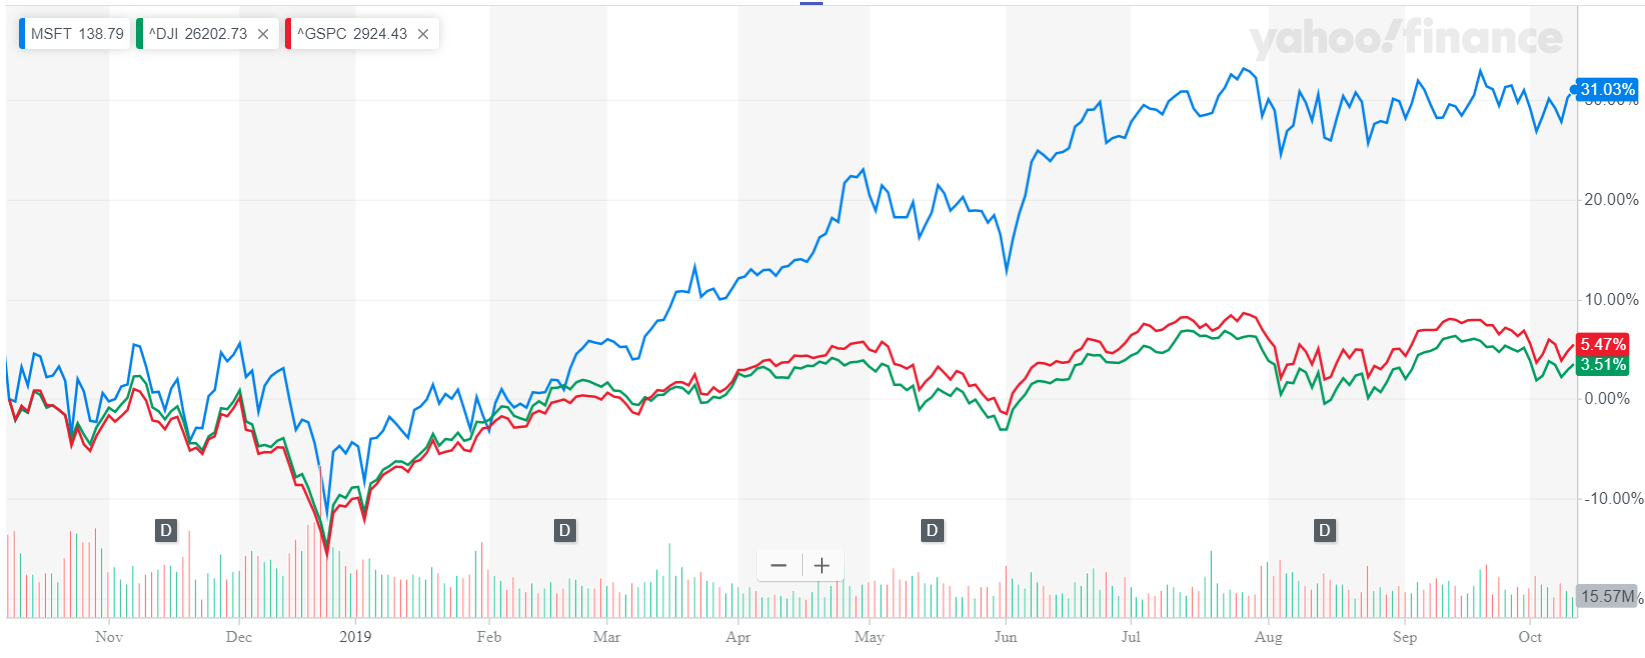 MSFT 138.79 ^DJI 26202.73 × ^GSPC 2924.43 ×
yahoo!finance
31.03%
30.00%
20.00%
10.00%
5.47%
3.51%
0.00%
-10.00%
D D D D
− +
15.57M
Nov Dec 2019 Feb Mar Apr May Jun Jul Aug Sep Oct